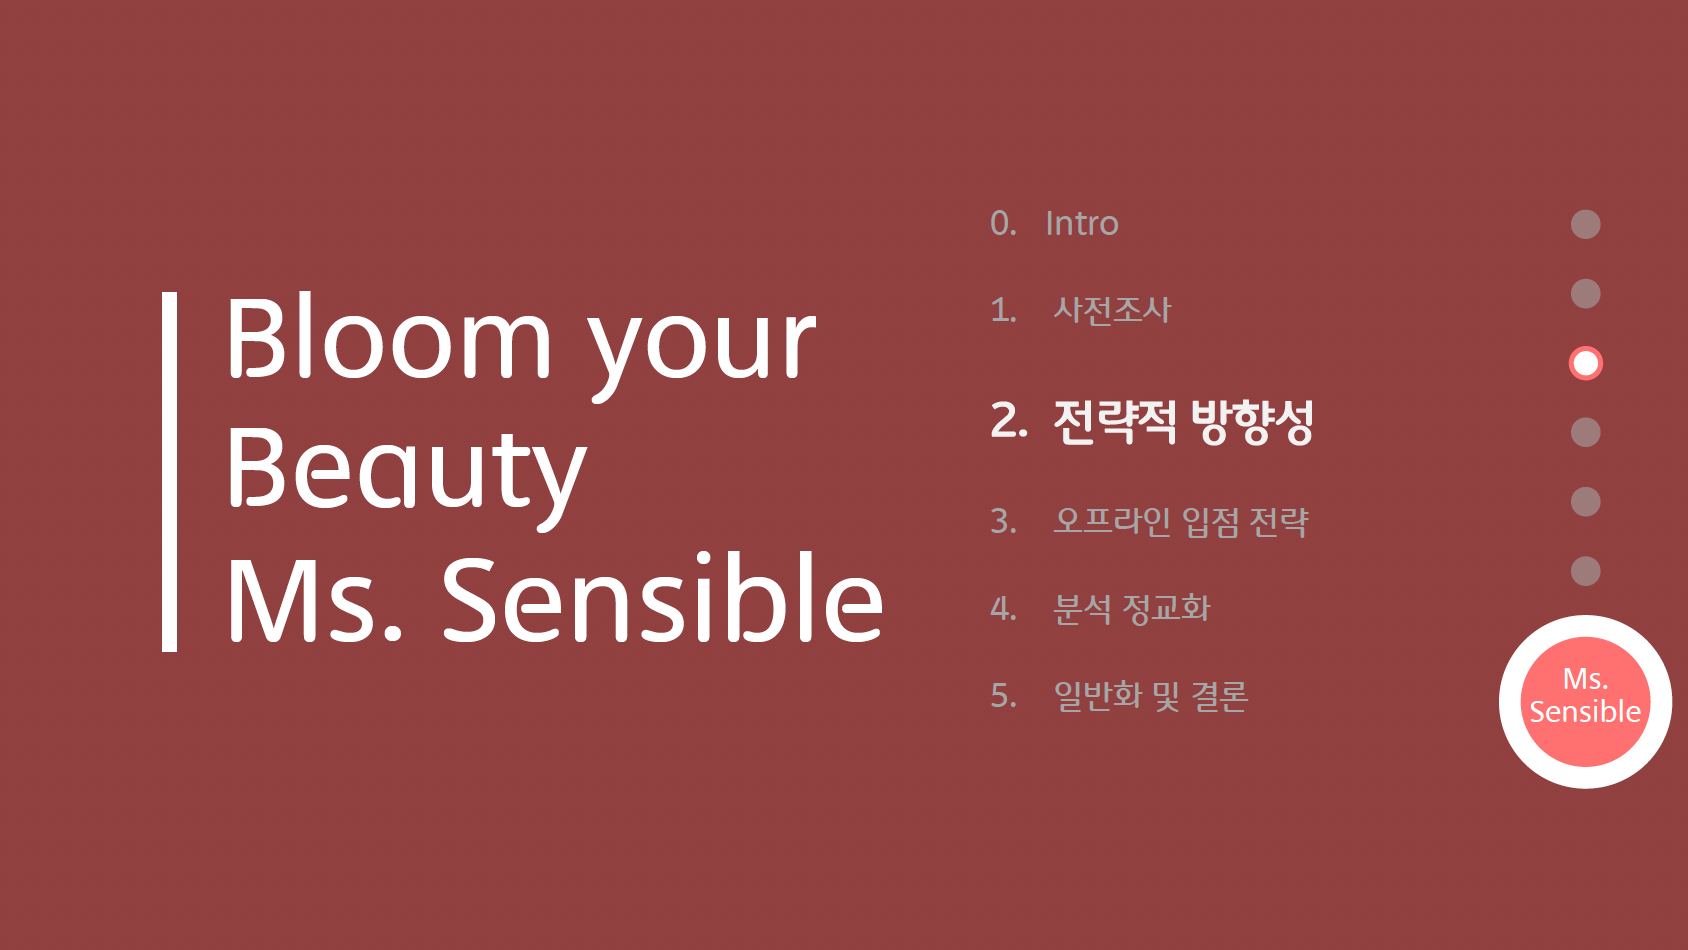 Bloom your
Beauty
Ms. Sensible
0. Intro
1. 사전조사
2. 전략적 방향성
3. 오프라인 입점 전략
4. 분석 정교화
5. 일반화 및 결론
Ms.
Sensible